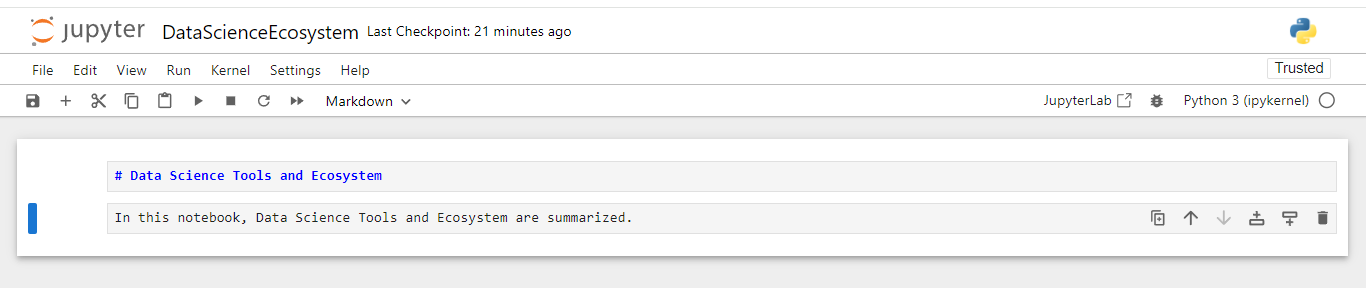 jupyter DataScienceEcosystem Last Checkpoint: 21 minutes ago
File Edit View Run Kernel Settings Help Trusted
Markdown JupyterLab Python 3 (ipykernel)
# Data Science Tools and Ecosystem
In this notebook, Data Science Tools and Ecosystem are summarized.